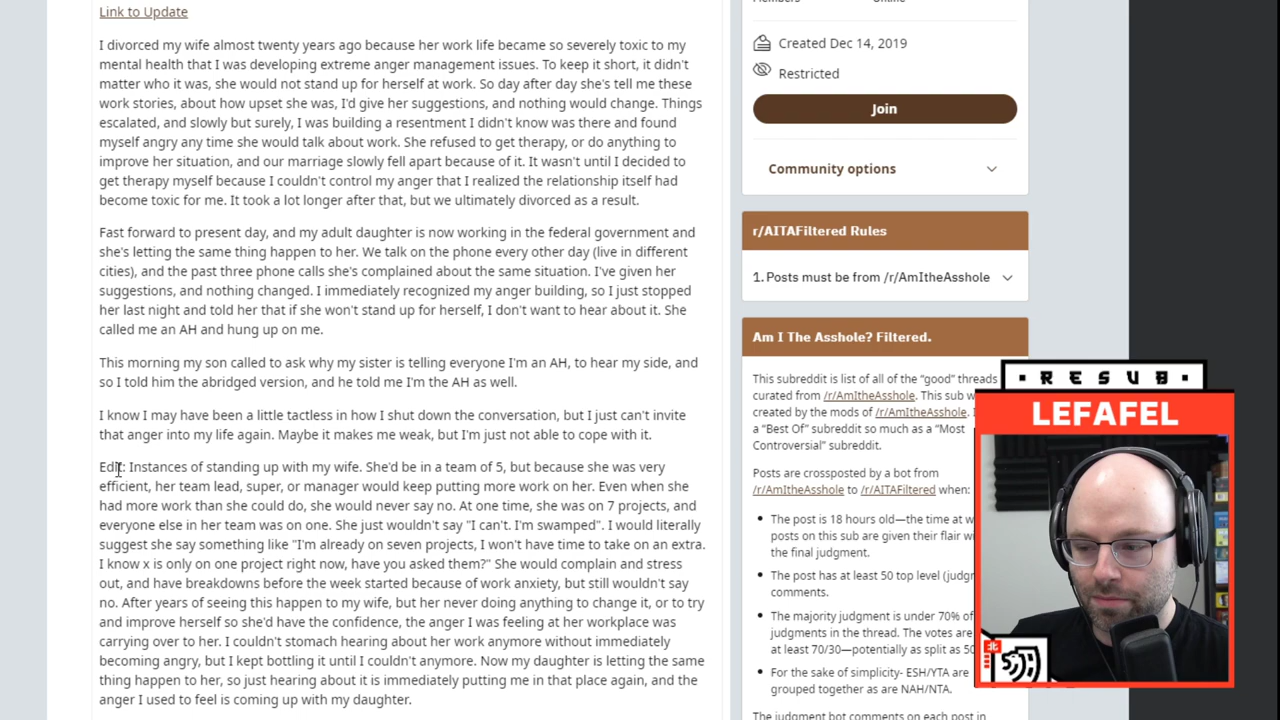 Link to Update
I divorced my wife almost twenty years ago because her work life became so severely toxic to my
mental health that I was developing extreme anger management issues. To keep it short, it didn't
matter who it was, she would not stand up for herself at work. So day after day she's tell me these
work stories, about how upset she was, I'd give her suggestions, and nothing would change. Things
escalated, and slowly but surely, I was building a resentment I didn't know was there and found
myself angry any time she would talk about work. She refused to get therapy, or do anything to
improve her situation, and our marriage slowly fell apart because of it. It wasn't until I decided to
get therapy myself because I couldn't control my anger that I realized the relationship itself had
become toxic for me. It took a lot longer after that, but we ultimately divorced as a result.
Fast forward to present day, and my adult daughter is now working in the federal government and
she's letting the same thing happen to her. We talk on the phone every other day (live in different
cities), and the past three phone calls she's complained about the same situation. I've given her
suggestions, and nothing changed. I immediately recognized my anger building, so I just stopped
her last night and told her that if she won't stand up for herself, I don't want to hear about it. She
called me an AH and hung up on me.
This morning my son called to ask why my sister is telling everyone I'm an AH, to hear my side, and
so I told him the abridged version, and he told me I'm the AH as well.
I know I may have been a little tactless in how I shut down the conversation, but I just can't invite
that anger into my life again. Maybe it makes me weak, but I'm just not able to cope with it.
Edit: Instances of standing up with my wife. She'd be in a team of 5, but because she was very
efficient, her team lead, super, or manager would keep putting more work on her. Even when she
had more work than she could do, she would never say no. At one time, she was on 7 projects, and
everyone else in her team was on one. She just wouldn't say "I can't. I'm swamped". I would literally
suggest she say something like "I'm already on seven projects, I won't have time to take on an extra.
I know x is only on one project right now, have you asked them?" She would complain and stress
out, and have breakdowns before the week started because of work anxiety, but still wouldn't say
no. After years of seeing this happen to my wife, but her never doing anything to change it, or to try
and improve herself so she'd have the confidence, the anger I was feeling at her workplace was
carrying over to her. I couldn't stomach hearing about her work anymore without immediately
becoming angry, but I kept bottling it until I couldn't anymore. Now my daughter is letting the same
thing happen to her, so just hearing about it is immediately putting me in that place again, and the
anger I used to feel is coming up with my daughter.
Created Dec 14, 2019
Restricted
Join
Community options
r/AITAFiltered Rules
1. Posts must be from /r/AmItheAsshole
Am I The Asshole? Filtered.
This subreddit is list of all of the "good" threads
curated from /r/AmItheAsshole. This sub w
created by the mods of /r/AmItheAsshole.
a "Best Of" subreddit so much as a "Most
Controversial" subreddit.
Posts are crossposted by a bot from
/r/AmItheAsshole to /r/AITAFiltered when:
• The post is 18 hours old—the time at w
posts on this sub are given their flair
the final judgment.
• The post has at least 50 top level (judg
comments.
• The majority judgment is under 70% of
judgments in the thread. The votes are
at least 70/30—potentially as split as 50
• For the sake of simplicity- ESH/YTA are
grouped together as are NAH/NTA.
The judgment bot comments on each post in
• RESUB •
LEFAFEL